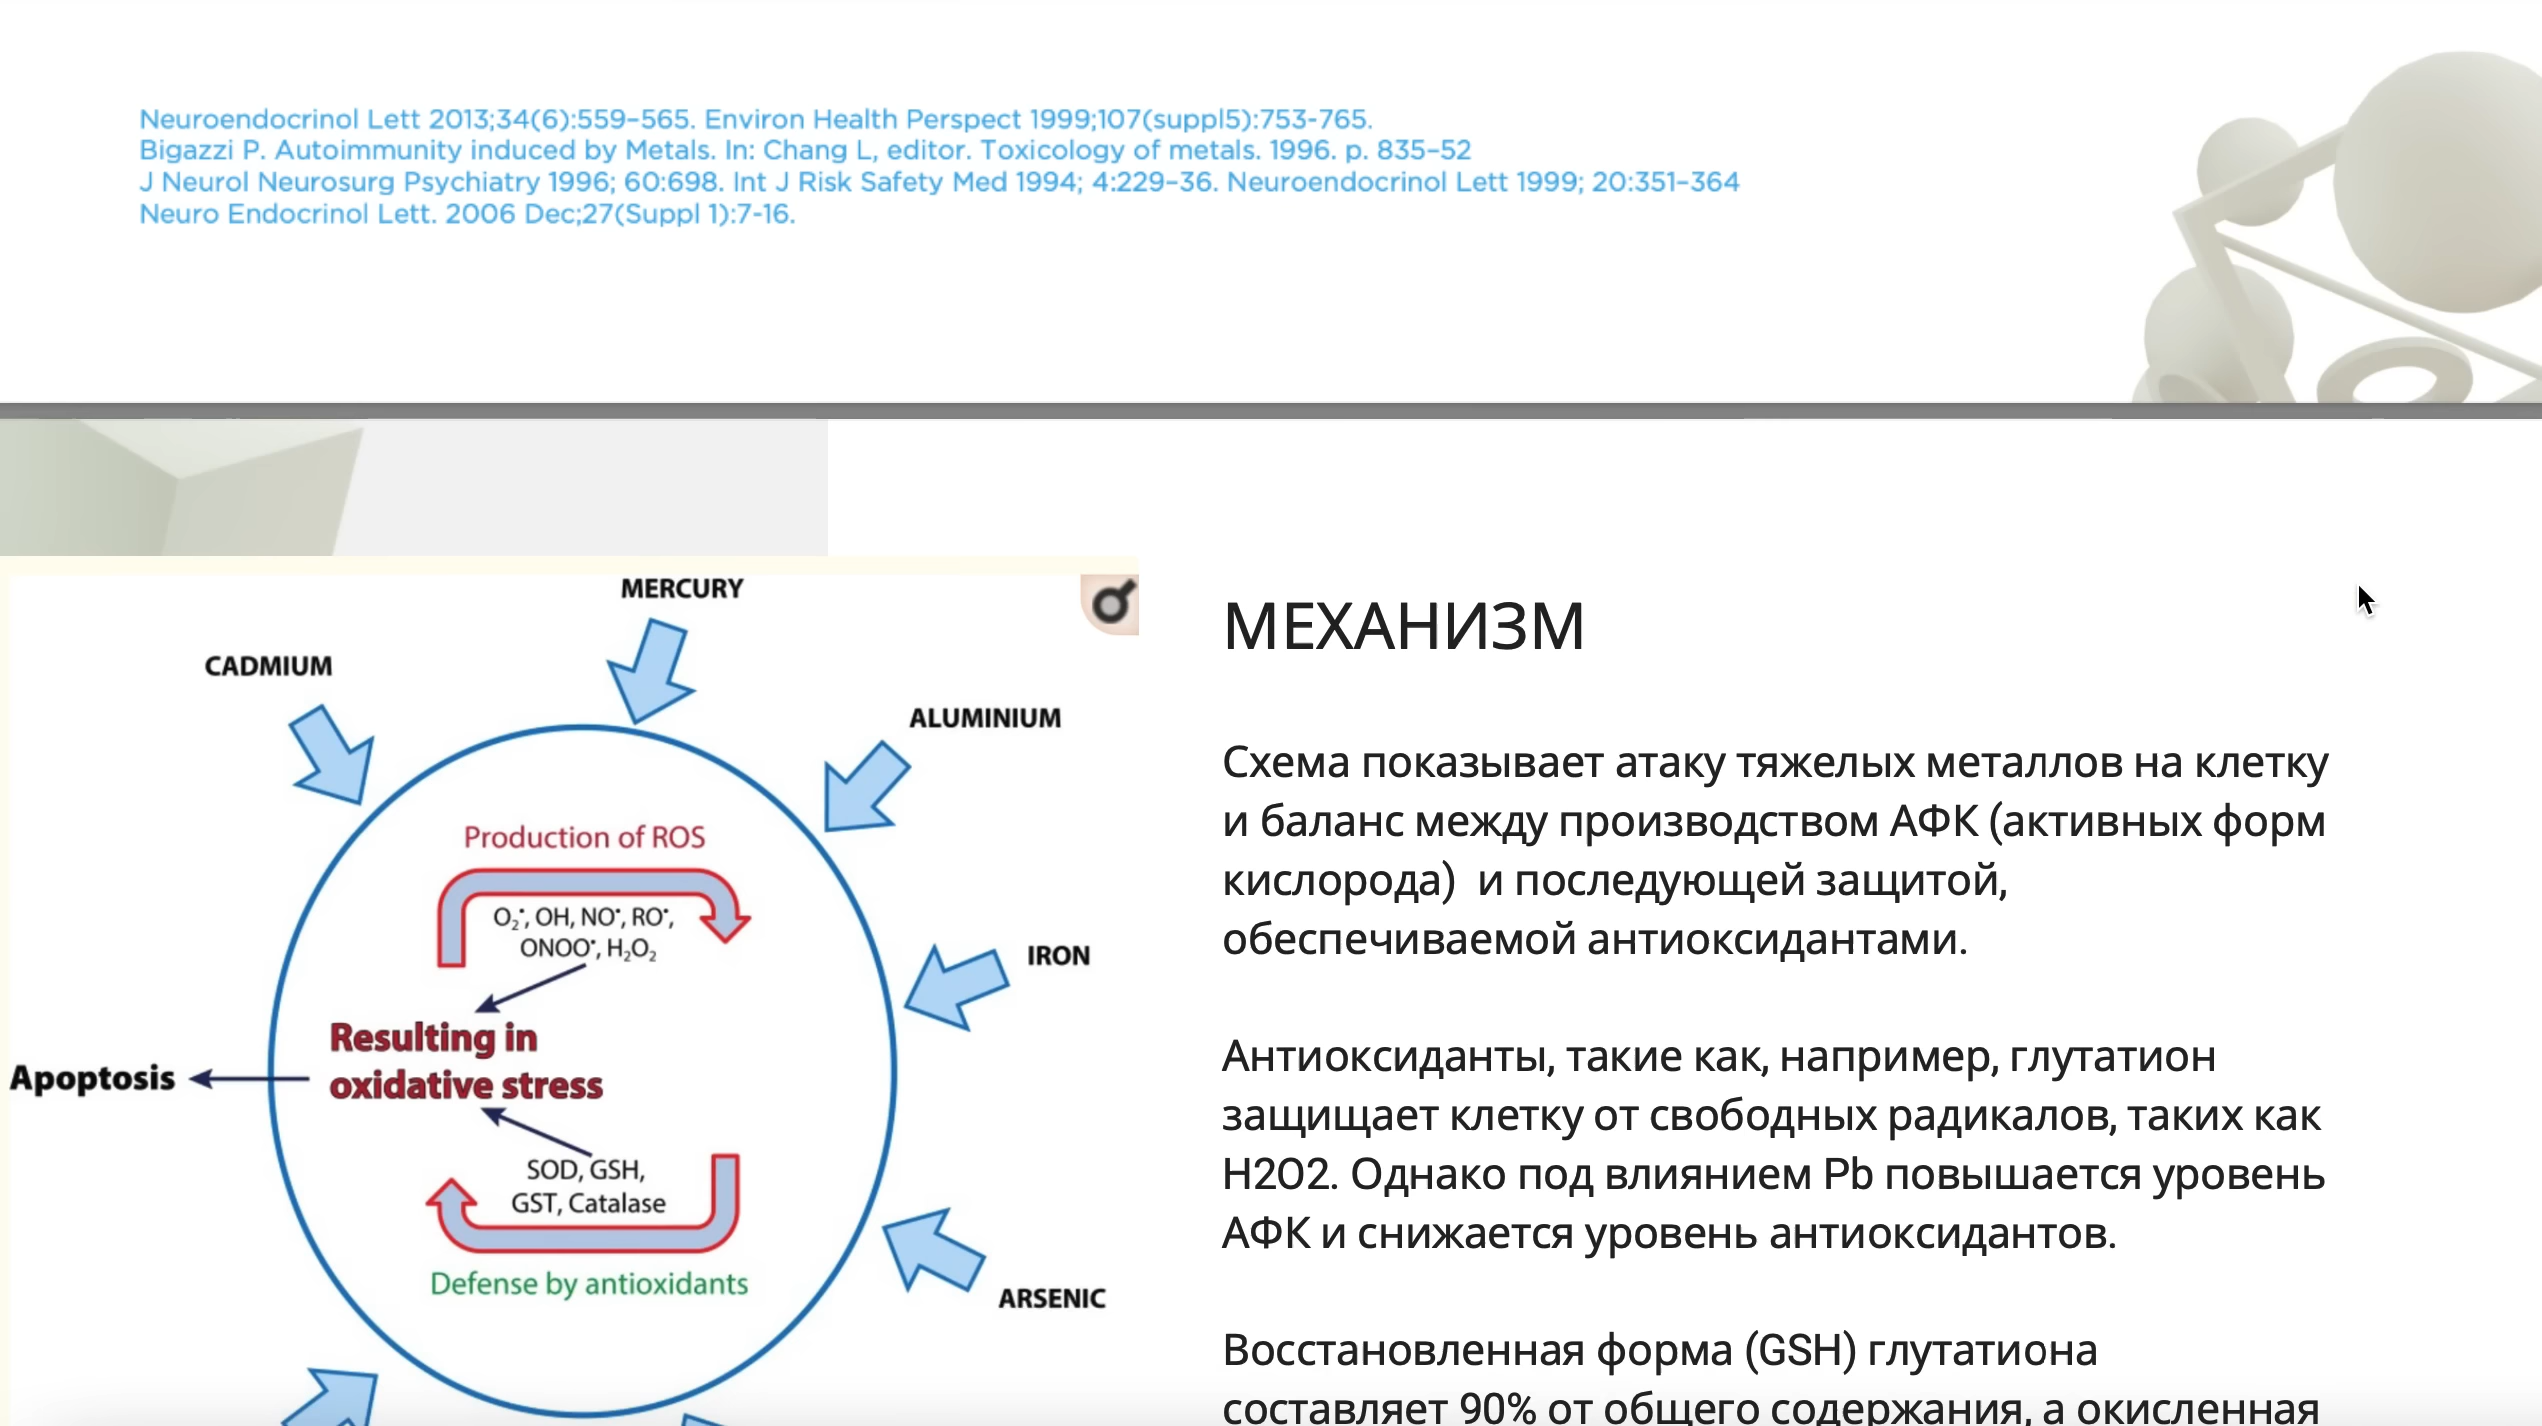 Neuroendocrinol Lett 2013;34(6):559–565. Environ Health Perspect 1999;107(suppl5):753-765.
Bigazzi P. Autoimmunity induced by Metals. In: Chang L, editor. Toxicology of metals. 1996. p. 835–52
J Neurol Neurosurg Psychiatry 1996; 60:698. Int J Risk Safety Med 1994; 4:229–36. Neuroendocrinol Lett 1999; 20:351–364
Neuro Endocrinol Lett. 2006 Dec;27(Suppl 1):7-16.
MERCURY
CADMIUM
ALUMINIUM
Production of ROS
O₂•, OH, NO•, RO•,
ONOO•, H₂O₂
IRON
Resulting in
oxidative stress
Apoptosis
SOD, GSH,
GST, Catalase
Defense by antioxidants
ARSENIC
МЕХАНИЗМ
Схема показывает атаку тяжелых металлов на клетку
и баланс между производством АФК (активных форм
кислорода)  и последующей защитой,
обеспечиваемой антиоксидантами.
Антиоксиданты, такие как, например, глутатион
защищает клетку от свободных радикалов, таких как
H2O2. Однако под влиянием Pb повышается уровень
АФК и снижается уровень антиоксидантов.
Восстановленная форма (GSH) глутатиона
составляет 90% от общего содержания, а окисленная